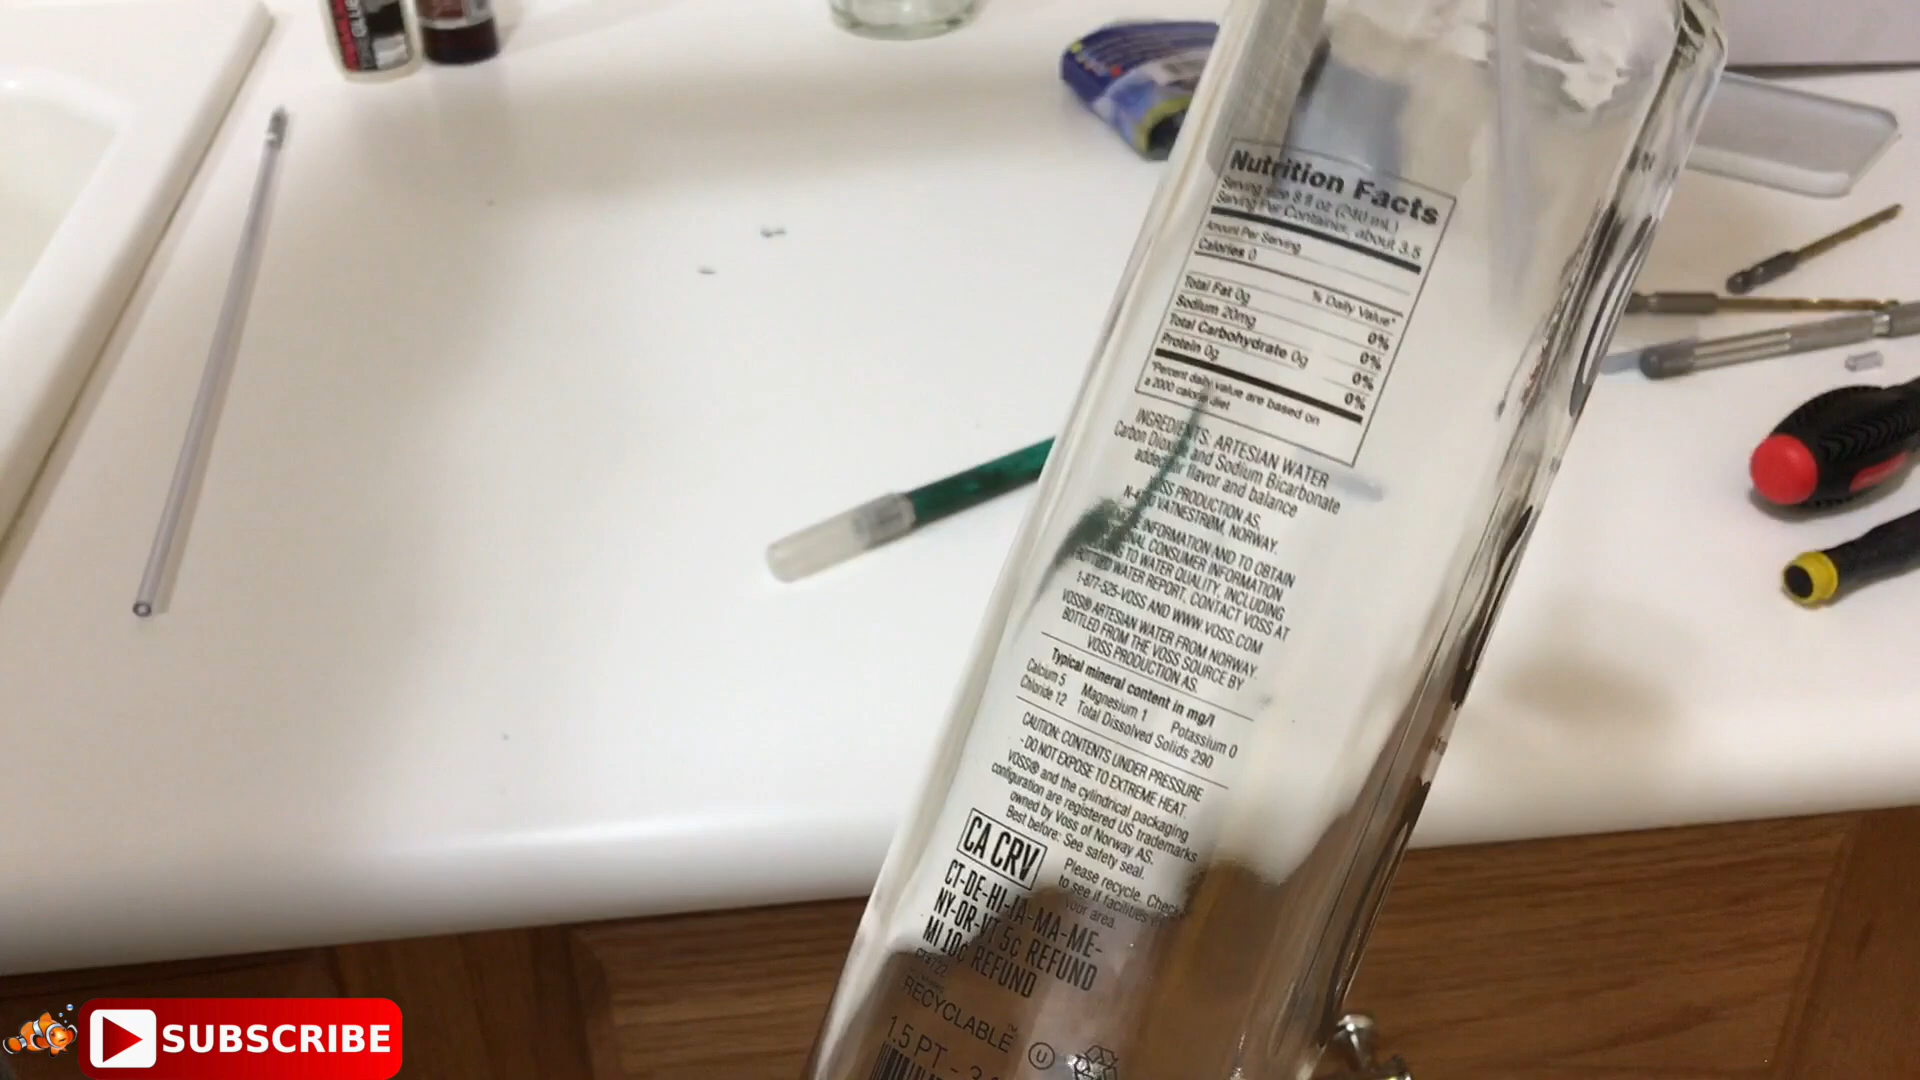 Nutrition Facts
Serving size 8 fl oz (240 mL)
Serving Per Container, about 3.5
Amount Per Serving
Calories 0
% Daily Value*
Total Fat 0g 0%
Sodium 20mg 0%
Total Carbohydrate 0g 0%
Protein 0g 0%
*Percent daily value are based on
a 2000 calorie diet
INGREDIENTS: ARTESIAN WATER
Carbon Dioxide and Sodium Bicarbonate
added for flavor and balance
VOSS PRODUCTION AS,
VATNESTRØM, NORWAY.
INFORMATION AND TO OBTAIN
CONSUMER INFORMATION
TO WATER QUALITY, INCLUDING
BOTTLED WATER REPORT, CONTACT VOSS AT
1-877-525-VOSS AND WWW.VOSS.COM
VOSS® ARTESIAN WATER FROM NORWAY.
BOTTLED FROM THE VOSS SOURCE BY
VOSS PRODUCTION AS.
Typical mineral content in mg/l
Calcium 5 Magnesium 1 Potassium 0
Chloride 12 Total Dissolved Solids 290
CAUTION: CONTENTS UNDER PRESSURE
- DO NOT EXPOSE TO EXTREME HEAT.
VOSS® and the cylindrical packaging
configuration are registered US trademarks
owned by Voss of Norway AS.
Best before: See safety seal.
CA CRV
Please recycle. Check
to see if facilities
your area.
CT-DE-HI-IA-MA-ME-
NY-OR-VT 5¢ REFUND
MI 10¢ REFUND
RECYCLABLE™
1.5 PT -
SUBSCRIBE